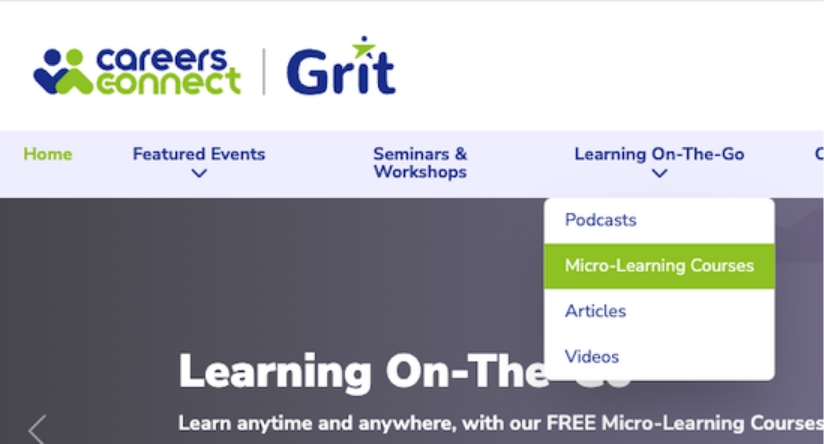 careers connect
Grit
Home
Featured Events
Seminars & Workshops
Learning On-The-Go
Podcasts
Micro-Learning Courses
Articles
Videos
Learning On-The-Go
Learn anytime and anywhere, with our FREE Micro-Learning Courses